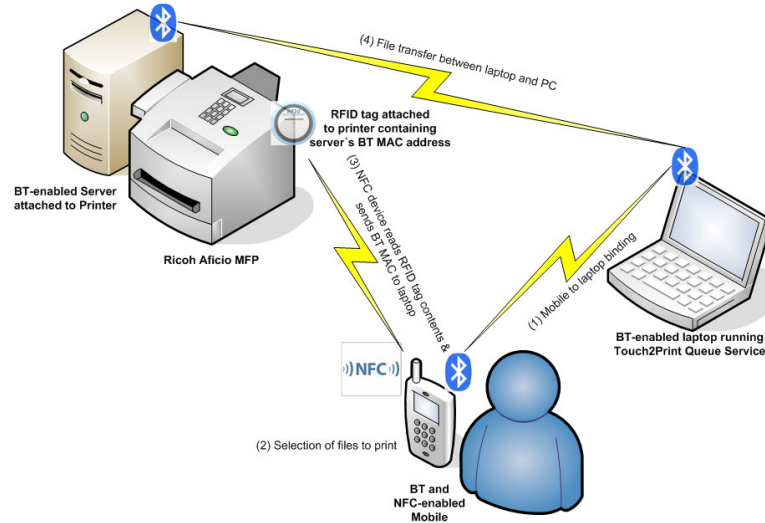 (4) File transfer between laptop and PC
RFID tag attached
to printer containing
server´s BT MAC address
BT-enabled Server
attached to Printer
Ricoh Aficio MFP
(3) NFC device reads RFID tag contents &
sends BT MAC to laptop
(1) Mobile to laptop binding
BT-enabled laptop running
Touch2Print Queue Service
NFC
(2) Selection of files to print
BT and
NFC-enabled
Mobile